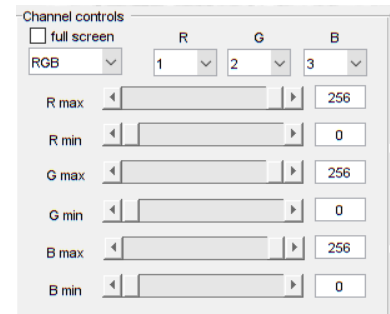 Channel controls
full screen R G B
RGB 1 2 3
R max 256
R min 0
G max 256
G min 0
B max 256
B min 0